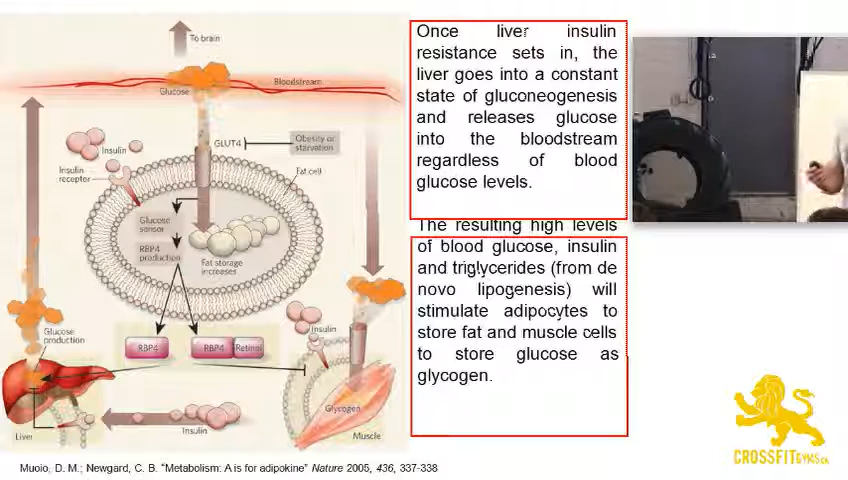 To brain
Bloodstream
Glucose
GLUT4
Obesity or
starvation
Insulin
Insulin
receptor
Fat cell
Glucose
sensor
RBP4
production
Fat storage
increases
Glucose
production
RBP4
RBP4 Retinol
Insulin
Glycogen
Liver
Insulin
Muscle
Once liver insulin
resistance sets in, the
liver goes into a constant
state of gluconeogenesis
and releases glucose
into the bloodstream
regardless of blood
glucose levels.
The resulting high levels
of blood glucose, insulin
and triglycerides (from de
novo lipogenesis) will
stimulate adipocytes to
store fat and muscle cells
to store glucose as
glycogen.
CROSSFITGYMS.CA
Muoio, D. M.; Newgard, C. B. “Metabolism: A is for adipokine” Nature 2005, 436, 337-338